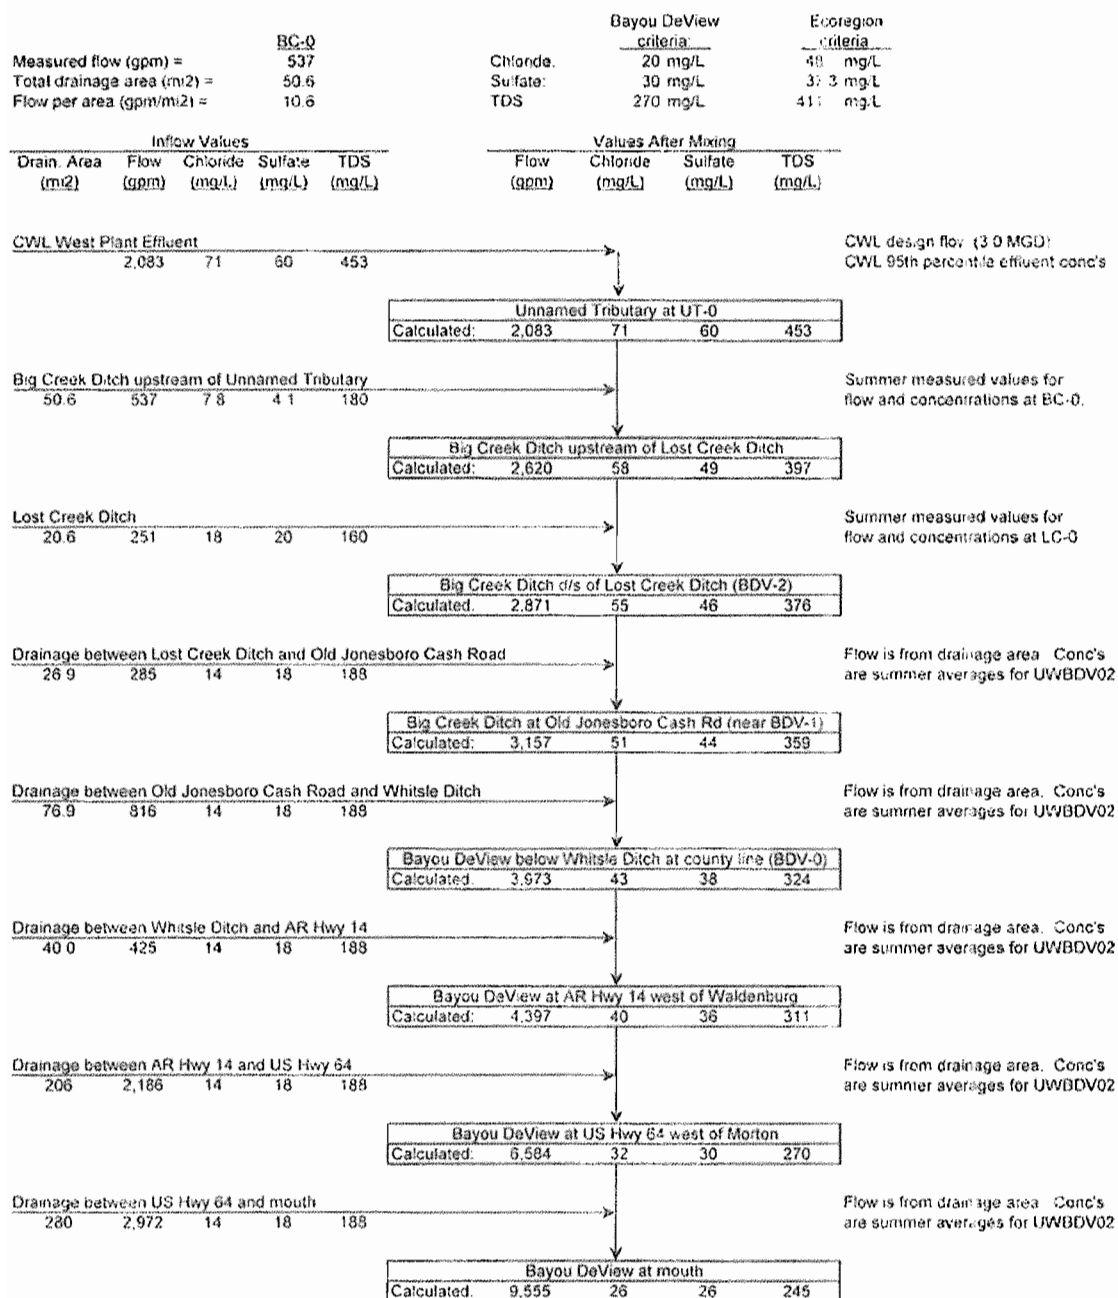 BC-0
Measured flow (gpm) = 537
Total drainage area (mi2) = 50.6
Flow per area (gpm/mi2) = 10.6
Bayou DeView criteria: Ecoregion criteria
Chloride: 20 mg/L 48 mg/L
Sulfate: 30 mg/L 37.3 mg/L
TDS 270 mg/L mg/L
Inflow Values Values After Mixing
Drain. Area Flow Chloride Sulfate TDS Flow Chloride Sulfate TDS
(mi2) (gpm) (mg/L) (mg/L) (mg/L) (gpm) (mg/L) (mg/L) (mg/L)
CWL West Plant Effluent CWL design flow (3.0 MGD)
2,083 71 60 453 CWL 95th percentile effluent conc's
Unnamed Tributary at UT-0
Calculated: 2,083 71 60 453
Big Creek Ditch upstream of Unnamed Tributary Summer measured values for
50.6 537 7.8 4.1 180 flow and concentrations at BC-0.
Big Creek Ditch upstream of Lost Creek Ditch
Calculated: 2,620 58 49 397
Lost Creek Ditch Summer measured values for
20.6 251 18 20 160 flow and concentrations at LC-0
Big Creek Ditch d/s of Lost Creek Ditch (BDV-2)
Calculated. 2,871 55 46 376
Drainage between Lost Creek Ditch and Old Jonesboro Cash Road Flow is from drainage area Conc's
26.9 285 14 18 188 are summer averages for UWBDV02
Big Creek Ditch at Old Jonesboro Cash Rd (near BDV-1)
Calculated: 3,157 51 44 359
Drainage between Old Jonesboro Cash Road and Whitsle Ditch Flow is from drainage area. Conc's
76.9 816 14 18 188 are summer averages for UWBDV02
Bayou DeView below Whitsle Ditch at county line (BDV-0)
Calculated. 3,973 43 38 324
Drainage between Whitsle Ditch and AR Hwy 14 Flow is from drainage area. Conc's
40.0 425 14 18 188 are summer averages for UWBDV02
Bayou DeView at AR Hwy 14 west of Waldenburg
Calculated: 4,397 40 36 311
Drainage between AR Hwy 14 and US Hwy 64 Flow is from drainage area. Conc's
206 2,186 14 18 188 are summer averages for UWBDV02
Bayou DeView at US Hwy 64 west of Morton
Calculated: 6,584 32 30 270
Drainage between US Hwy 64 and mouth Flow is from drainage area Conc's
280 2,972 14 18 188 are summer averages for UWBDV02
Bayou DeView at mouth
Calculated. 9,555 26 26 245